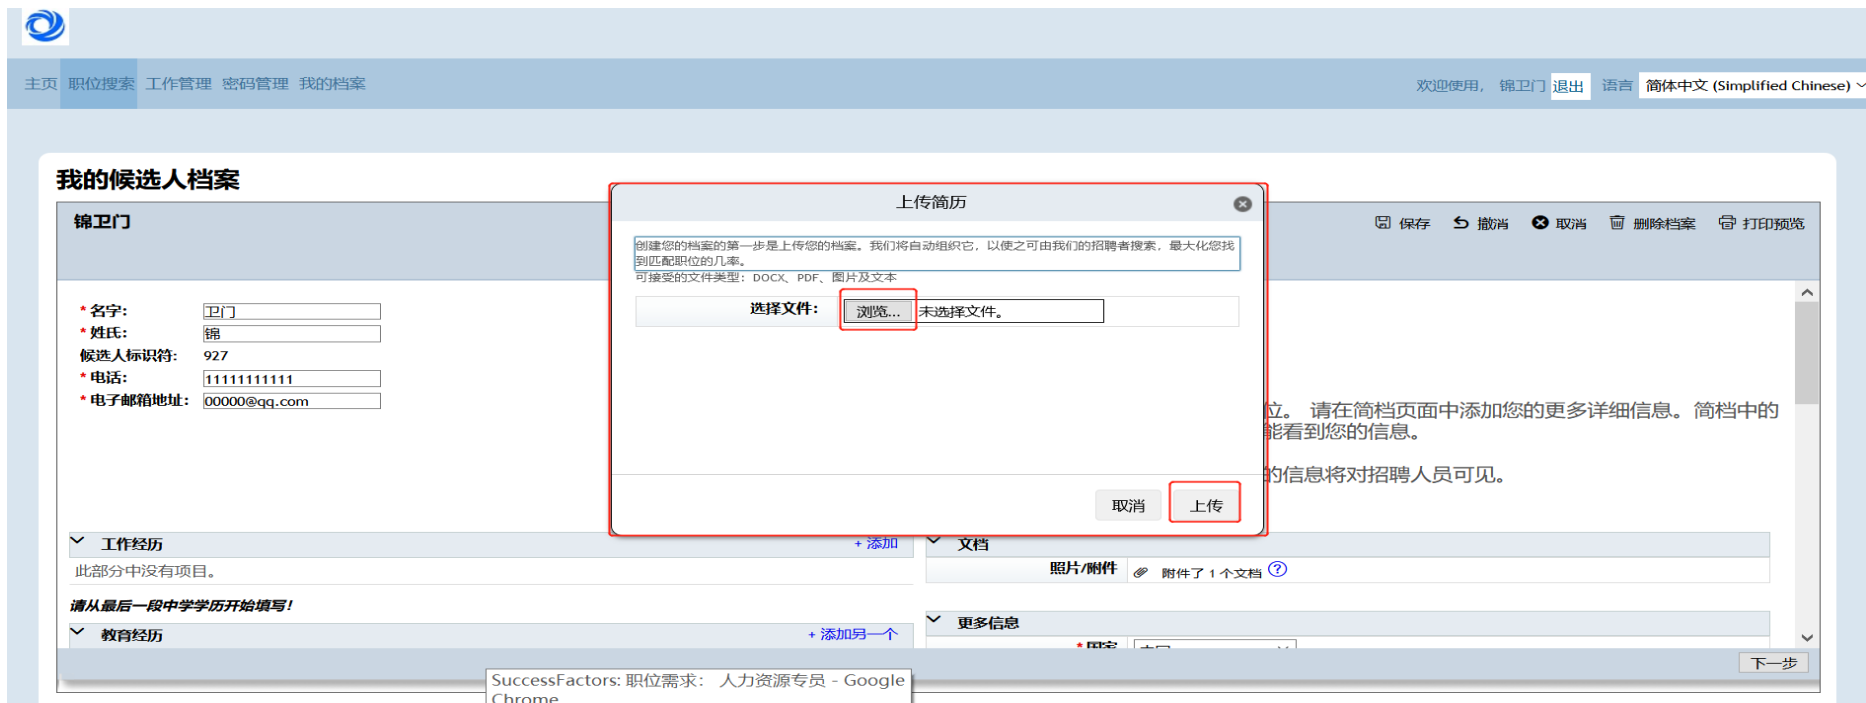 主页 职位搜索 工作管理 密码管理 我的档案
欢迎使用, 锦卫门 退出 语言 简体中文 (Simplified Chinese)
我的候选人档案
锦卫门
保存 撤消 取消 删除档案 打印预览
*名字: 卫门
*姓氏: 锦
候选人标识符: 927
*电话: 11111111111
*电子邮箱地址: 00000@qq.com
上传简历
创建您的档案的第一步是上传您的档案。我们将自动组织它，以使之可由我们的招聘者搜索，最大化您找
到匹配职位的几率。
可接受的文件类型：DOCX、PDF、图片及文本
选择文件: 浏览... 未选择文件。
取消 上传
位。 请在简档页面中添加您的更多详细信息。简档中的
能看到您的信息。
的信息将对招聘人员可见。
工作经历 + 添加
此部分中没有项目。
请从最后一段中学学历开始填写！
教育经历 + 添加另一个
文档
照片/附件 附件了 1 个文档 ?
更多信息
下一步
SuccessFactors: 职位需求： 人力资源专员 - Google
Chrome